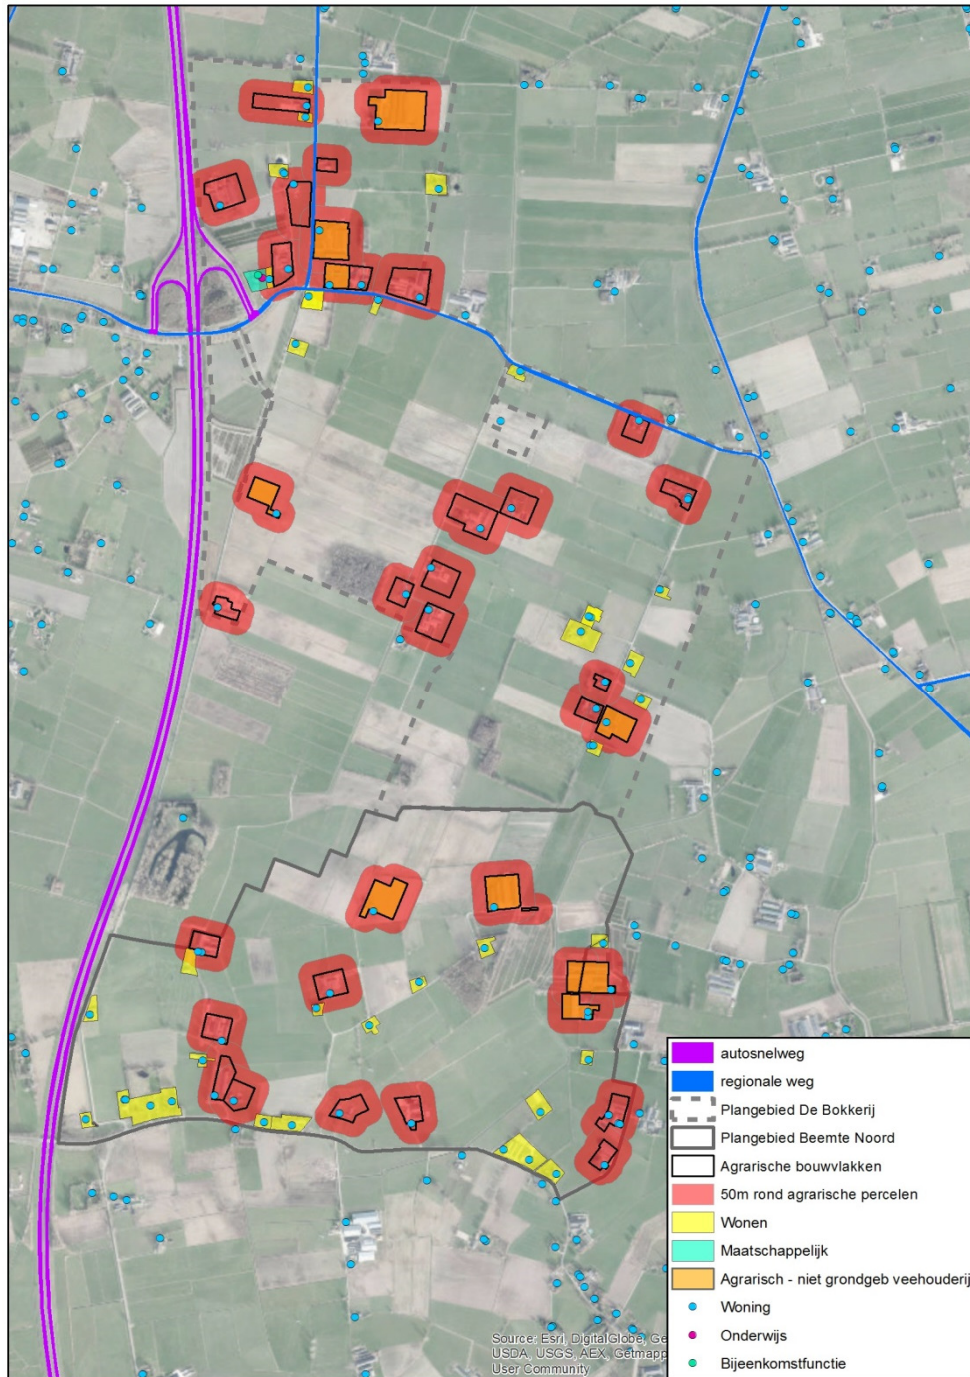 autosnelweg
regionale weg
Plangebied De Bokkerij
Plangebied Beemte Noord
Agrarische bouwvlakken
50m rond agrarische percelen
Wonen
Maatschappelijk
Agrarisch - niet grondgeb veehouderij
Woning
Onderwijs
Bijeenkomstfunctie
Source: Esri, DigitalGlobe, Ge
USDA, USGS, AEX, Getmapp
User Community